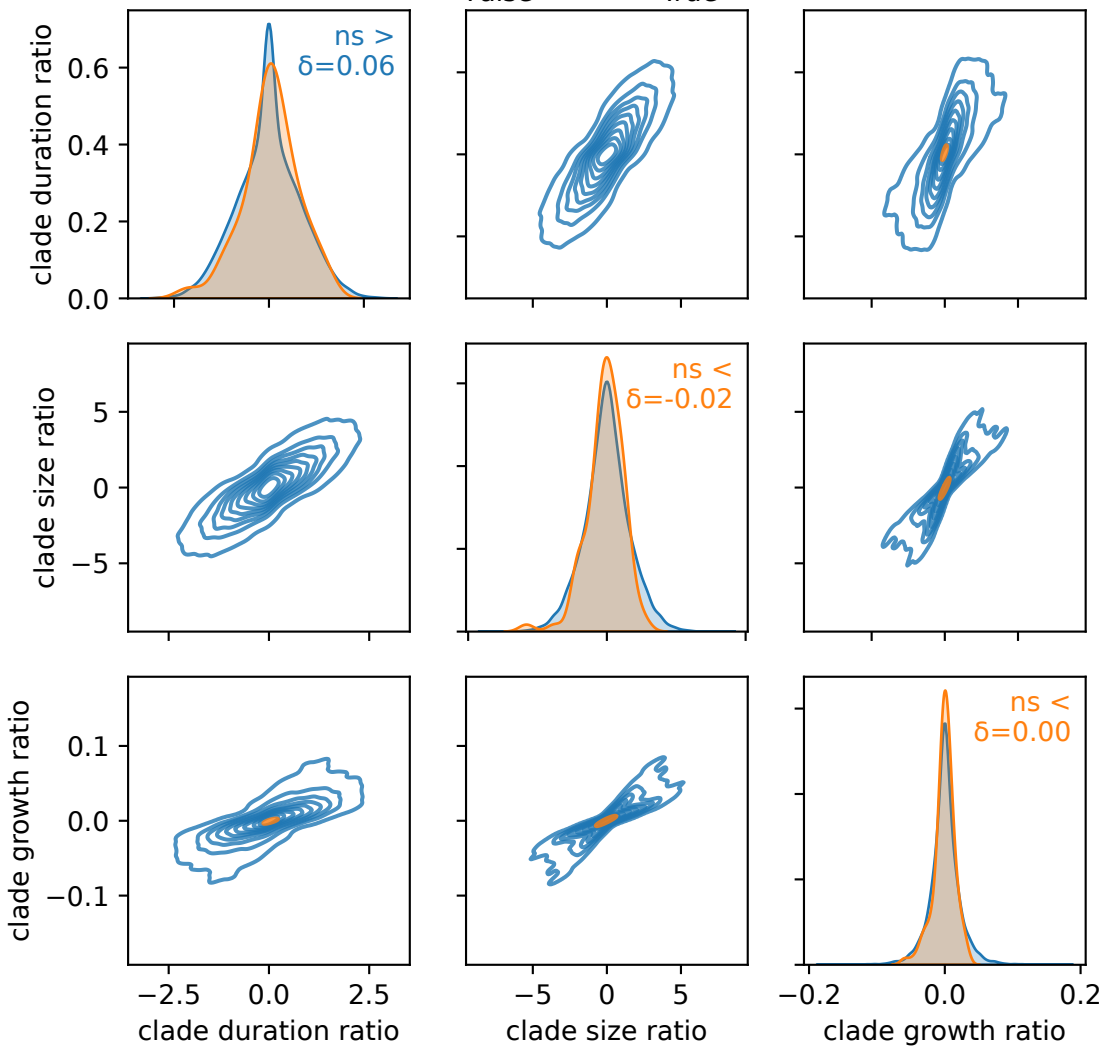 clade duration ratio
0.6
0.4
0.2
0.0
ns >
δ=0.06
clade size ratio
5
0
−5
ns <
δ=-0.02
clade growth ratio
0.1
0.0
−0.1
ns <
δ=0.00
−2.5 0.0 2.5
−5 0 5
−0.2 0.0 0.2
clade duration ratio
clade size ratio
clade growth ratio